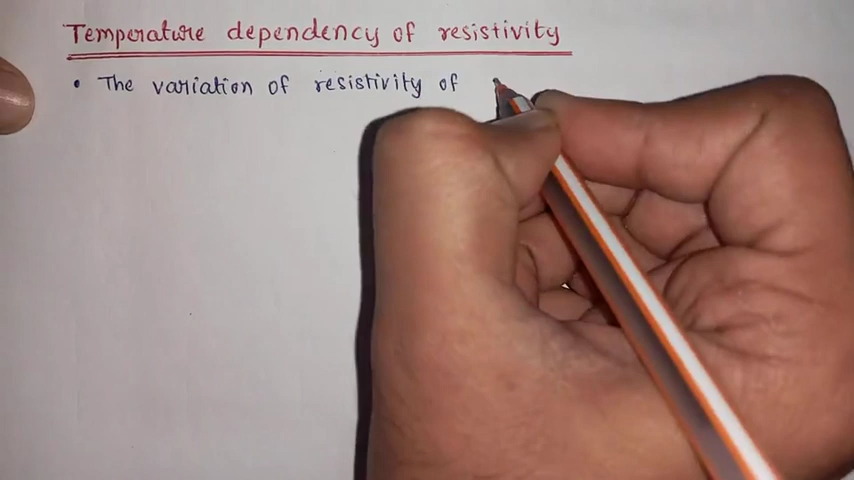 Temperature dependency of resistivity
• The variation of resistivity of